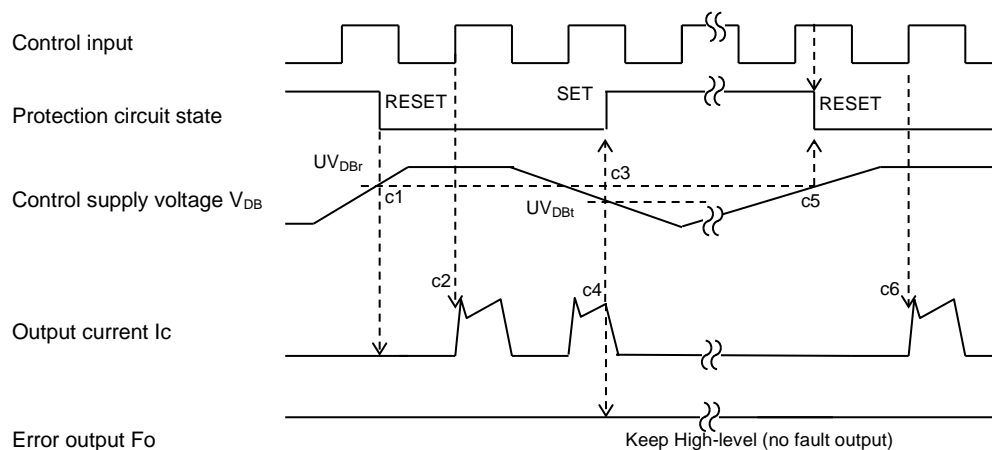 Control input
Protection circuit state
RESET
SET
RESET
UVDBr
c1
c3
c5
Control supply voltage VDB
UVDBt
c2
c4
c6
Output current Ic
Error output Fo
Keep High-level (no fault output)